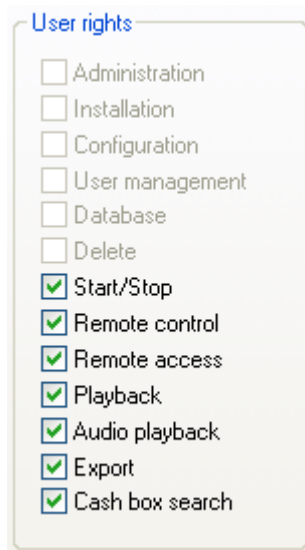 User rights
Administration
Installation
Configuration
User management
Database
Delete
Start/Stop
Remote control
Remote access
Playback
Audio playback
Export
Cash box search